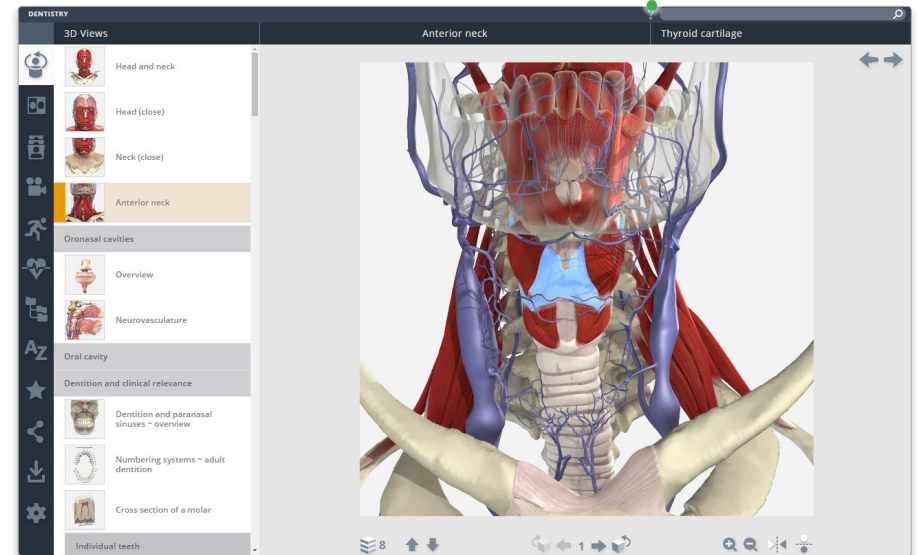 DENTISTRY
?
3D Views
Anterior neck
Thyroid cartilage
Head and neck
Head (close)
Neck (close)
Anterior neck
Oronasal cavities
Overview
Neurovasculature
AZ
Oral cavity
Dentition and clinical relevance
Dentition and paranasal
sinuses ~ overview
Numbering systems ~ adult
dentition
Cross section of a molar
Individual teeth
8
1